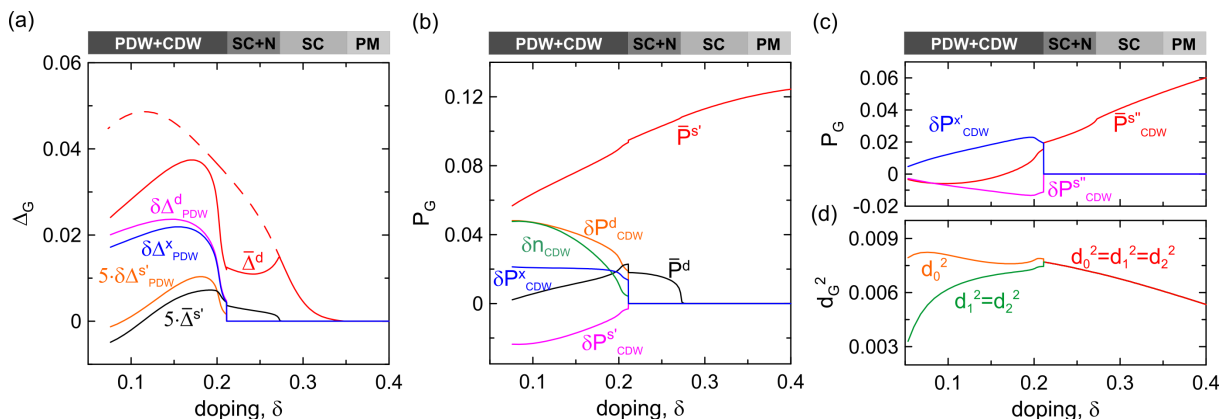 (a)
PDW+CDW SC+N SC PM
0.06
0.04
0.02
0
Δ_G
δΔ^d_PDW
δΔ^x_PDW
5·δΔ^s'_PDW
5·Δ̅^s'
Δ̅^d
0.1 0.2 0.3 0.4
doping, δ
(b)
PDW+CDW SC+N SC PM
0.12
0.08
0.04
0
P_G
P̅^s'
δP^d_CDW
δn_CDW
δP^x_CDW
P̅^d
δP^s'_CDW
0.1 0.2 0.3 0.4
doping, δ
(c)
PDW+CDW SC+N SC PM
0.06
0.04
0.02
0
-0.02
P_G
δP^x'_CDW
P̅^s''_CDW
δP^s''_CDW
(d)
0.009
0.006
0.003
d_G^2
d_0^2
d_1^2=d_2^2
d_0^2=d_1^2=d_2^2
0.1 0.2 0.3 0.4
doping, δ